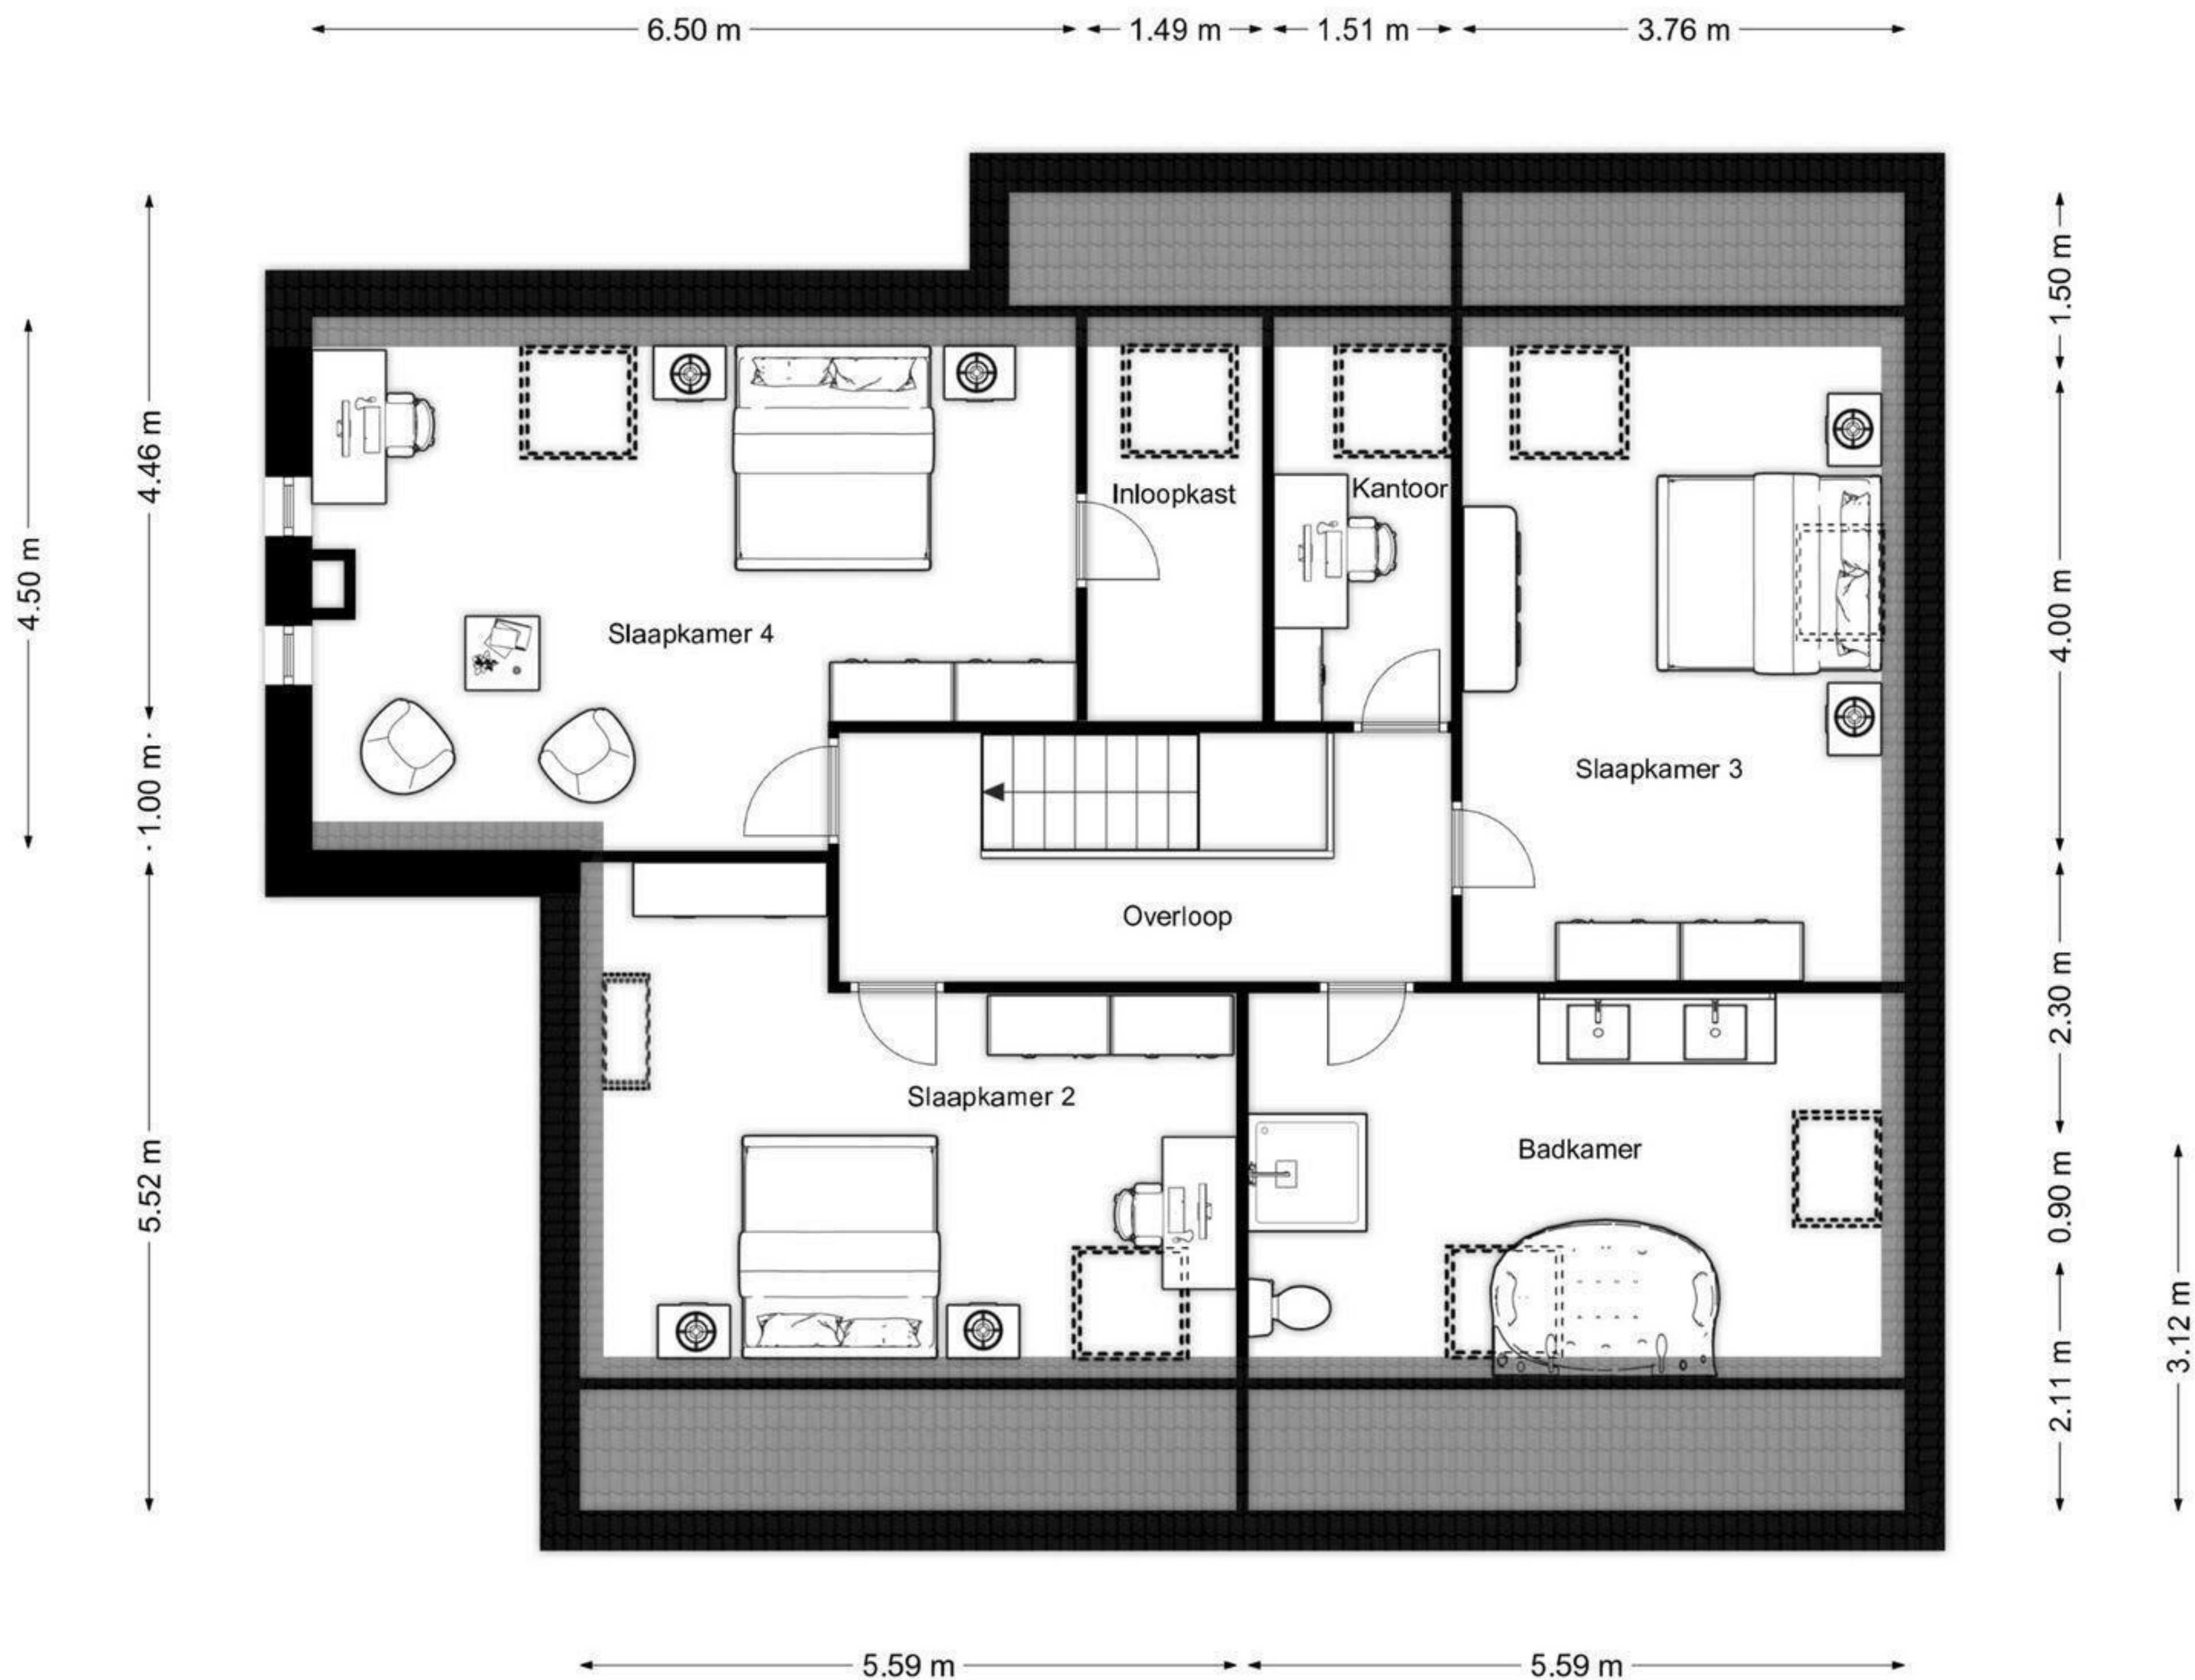 6.50 m
1.49 m
1.51 m
3.76 m
4.50 m
4.46 m
1.00 m
5.52 m
1.50 m
4.00 m
2.30 m
0.90 m
2.11 m
3.12 m
Inloopkast
Kantoor
Slaapkamer 4
Slaapkamer 3
Overloop
Slaapkamer 2
Badkamer
5.59 m
5.59 m